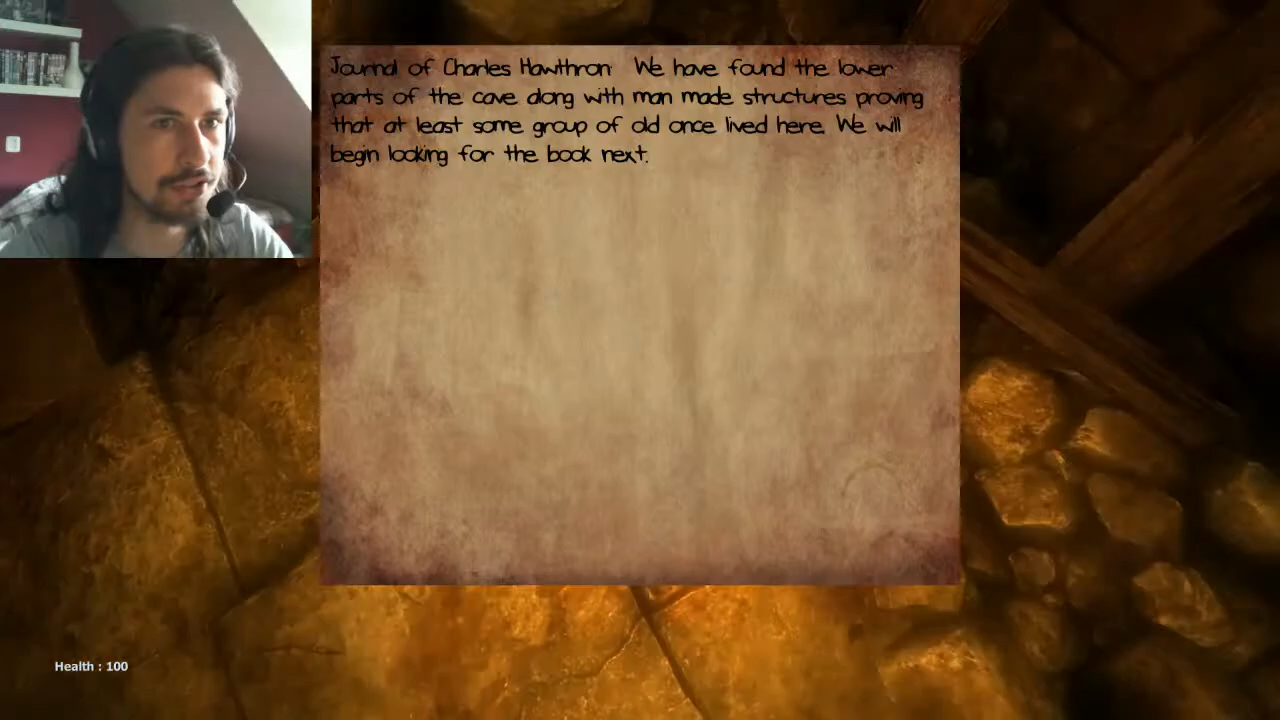 Journal of Charles Hawthron  We have found the lower
parts of the cave along with man made structures proving
that at least some group of old once lived here. We will
begin looking for the book next.
Health : 100